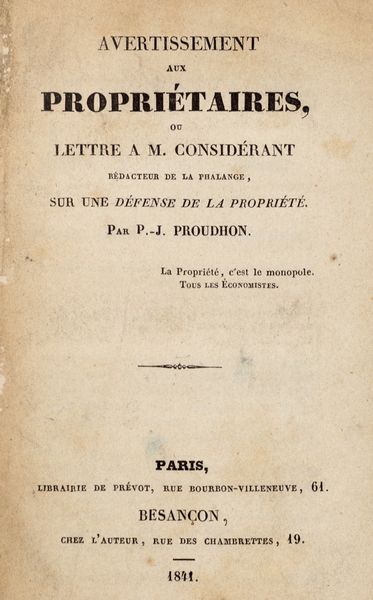 AVERTISSEMENT
AUX
PROPRIÉTAIRES,
OU
LETTRE A M. CONSIDÉRANT
RÉDACTEUR DE LA PHALANGE,
SUR UNE DÉFENSE DE LA PROPRIÉTÉ.
PAR P.-J. PROUDHON.
La Propriété, c'est le monopole.
TOUS LES ÉCONOMISTES.
PARIS,
LIBRAIRIE DE PRÉVOT, RUE BOURBON-VILLENEUVE, 61.
BESANÇON,
CHEZ L'AUTEUR, RUE DES CHAMBRETTES, 19.
1841.